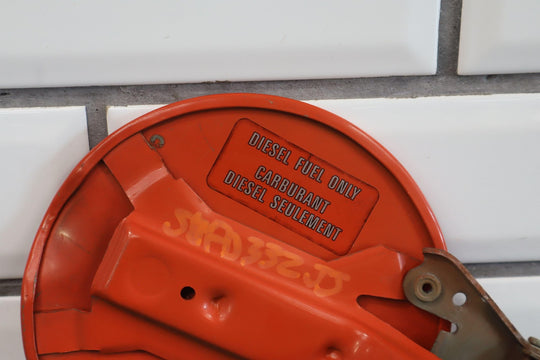 DIESEL FUEL ONLY
CARBURANT
DIESEL SEULEMENT